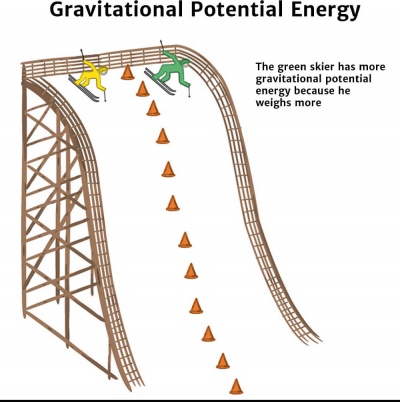 Gravitational Potential Energy
The green skier has more
gravitational potential
energy because he
weighs more